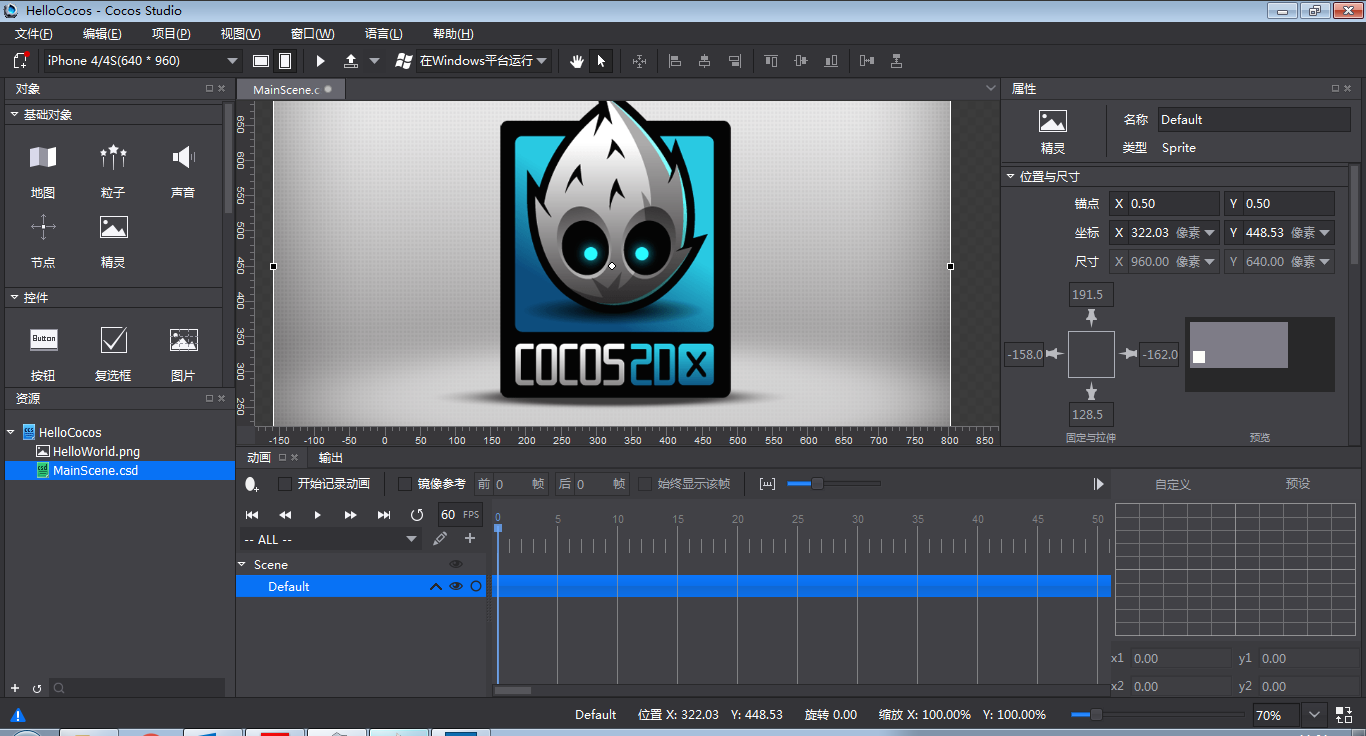 HelloCocos - Cocos Studio
文件(F) 编辑(E) 项目(P) 视图(V) 窗口(W) 语言(L) 帮助(H)
iPhone 4/4S(640 * 960) 在Windows平台运行
对象
基础对象
地图 粒子 声音
节点 精灵
控件
Button
按钮 复选框 图片
资源
HelloCocos
HelloWorld.png
MainScene.csd
MainScene.c
650
600
550
500
450
400
350
300
250
COCOS2DX
-150 -100 -50 0 50 100 150 200 250 300 350 400 450 500 550 600 650 700 750 800 850
属性
精灵
名称 Default
类型 Sprite
位置与尺寸
锚点 X 0.50 Y 0.50
坐标 X 322.03 像素 Y 448.53 像素
尺寸 X 960.00 像素 Y 640.00 像素
191.5
-158.0 -162.0
128.5
固定与拉伸 预览
动画 输出
开始记录动画 镜像参考 前 0 帧 后 0 帧 始终显示该帧
60 FPS
-- ALL --
0 5 10 15 20 25 30 35 40 45 50
Scene
Default
自定义 预设
x1 0.00 y1 0.00
x2 0.00 y2 0.00
Default 位置 X: 322.03 Y: 448.53 旋转 0.00 缩放 X: 100.00% Y: 100.00% 70%